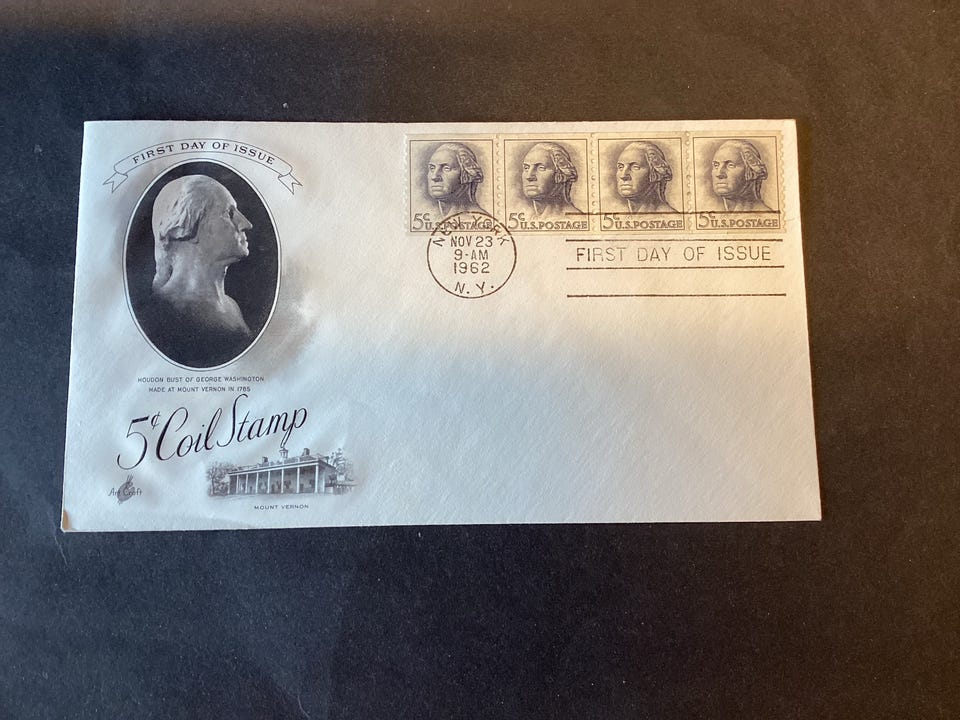 FIRST DAY OF ISSUE
HOUDON BUST OF GEORGE WASHINGTON
MADE AT MOUNT VERNON IN 1785
5¢ Coil Stamp
Art Craft
MOUNT VERNON
5¢ U.S.POSTAGE
5¢ U.S.POSTAGE
5¢ U.S.POSTAGE
5¢ U.S.POSTAGE
NEW YORK
NOV 23
9-AM
1962
N. Y.
FIRST DAY OF ISSUE